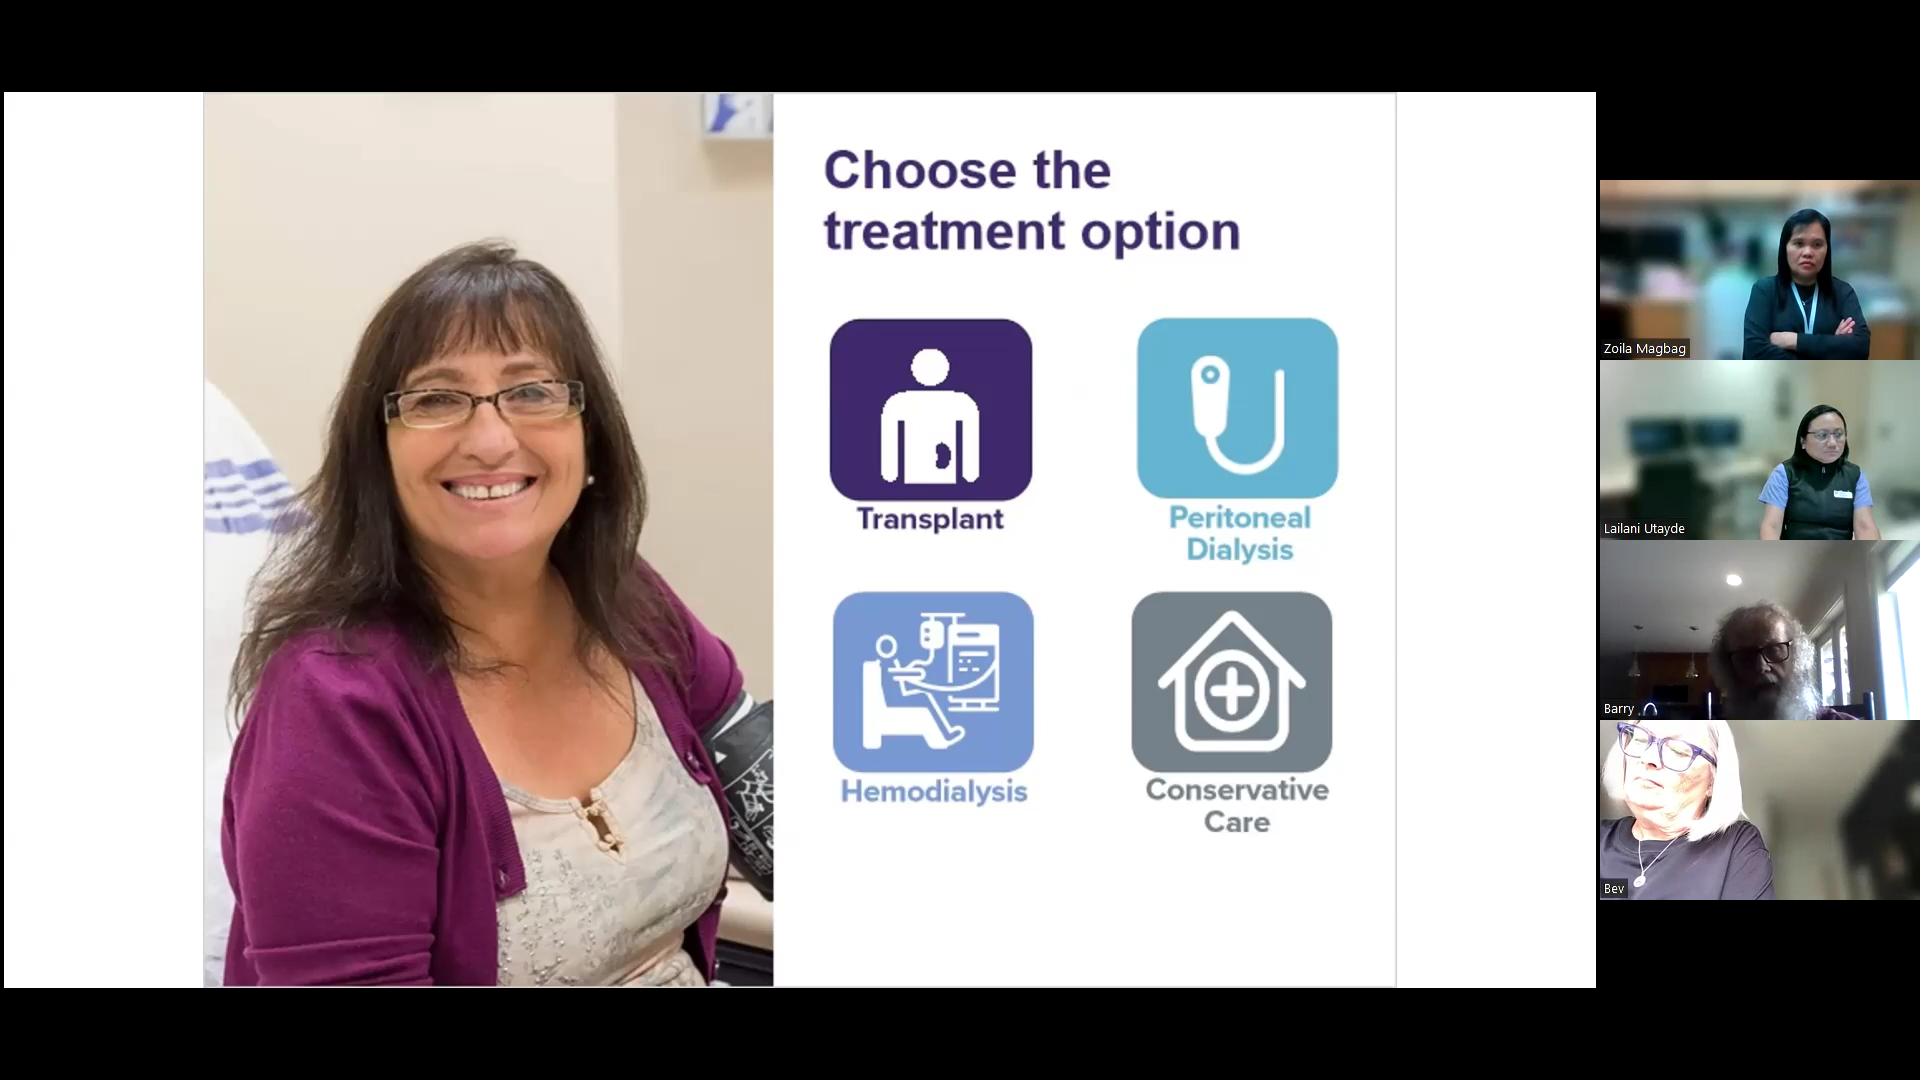 Choose the
treatment option
Transplant
Peritoneal
Dialysis
Hemodialysis
Conservative
Care
Zoila Magbag
Lailani Utayde
Barry
Bev